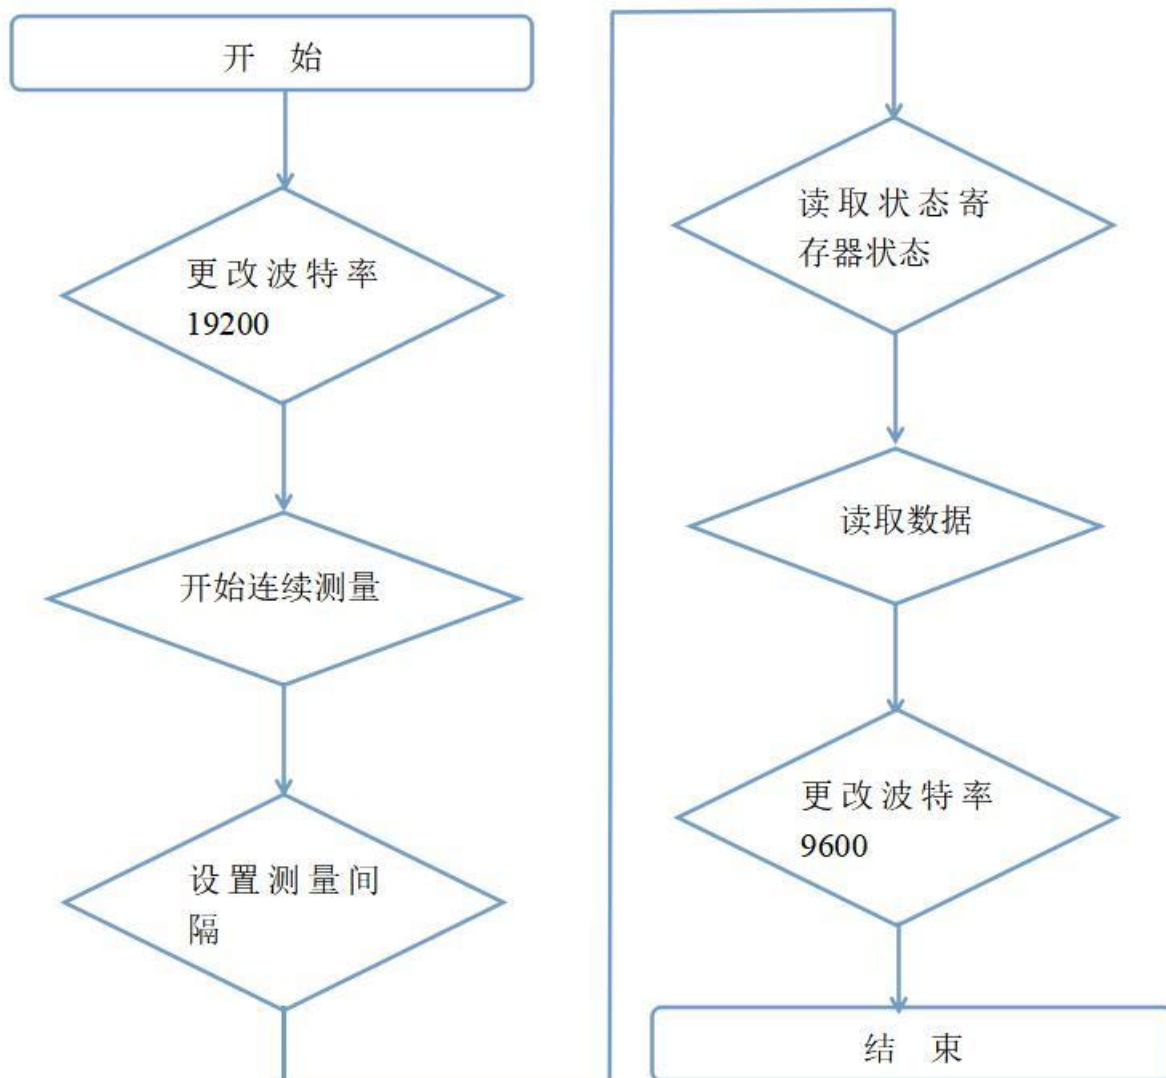 开 始
更改波特率
19200
开始连续测量
设置测量间
隔
读取状态寄
存器状态
读取数据
更改波特率
9600
结 束